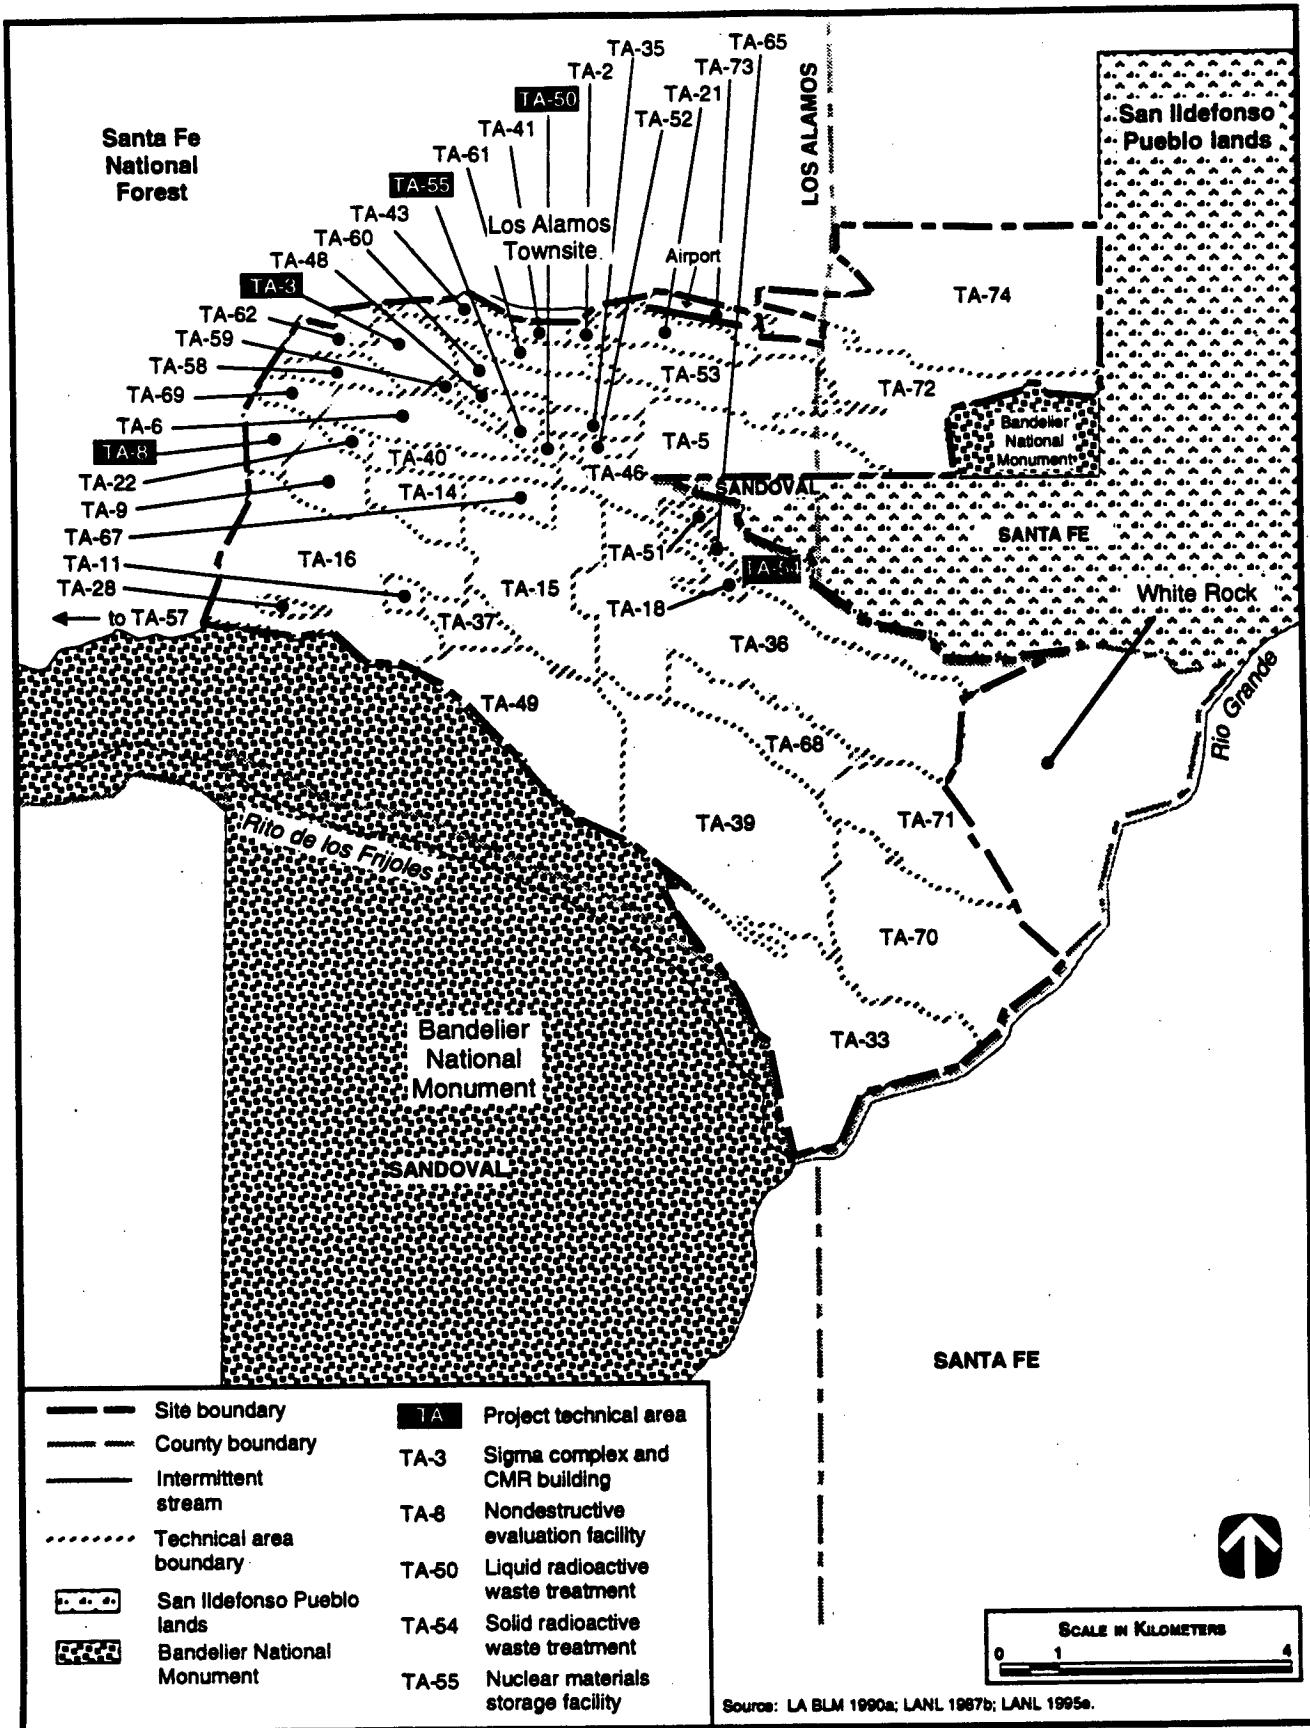 TA-35
TA-65
TA-2
TA-73
TA-50
TA-21
TA-41
TA-52
TA-61
TA-55
TA-43
TA-60
TA-48
TA-3
TA-62
TA-59
TA-58
TA-69
TA-6
TA-8
TA-22
TA-9
TA-67
TA-11
TA-28
to TA-57
Santa Fe
National
Forest
Los Alamos
Townsite
Airport
LOS ALAMOS
San Ildefonso
Pueblo lands
TA-74
TA-53
TA-72
TA-5
Bandelier
National
Monument
TA-40
TA-46
TA-14
SANDOVAL
SANTA FE
TA-51
TA-54
TA-16
TA-15
TA-18
White Rock
TA-37
TA-36
Rio Grande
TA-49
TA-68
TA-39
TA-71
Rito de los Frijoles
TA-70
Bandelier
National
Monument
TA-33
SANDOVAL
SANTA FE
Site boundary
County boundary
Intermittent
stream
Technical area
boundary
San Ildefonso Pueblo
lands
Bandelier National
Monument
TA Project technical area
TA-3 Sigma complex and
CMR building
TA-8 Nondestructive
evaluation facility
TA-50 Liquid radioactive
waste treatment
TA-54 Solid radioactive
waste treatment
TA-55 Nuclear materials
storage facility
SCALE IN KILOMETERS
0 1 4
Source: LA BLM 1990a; LANL 1987b; LANL 1995e.